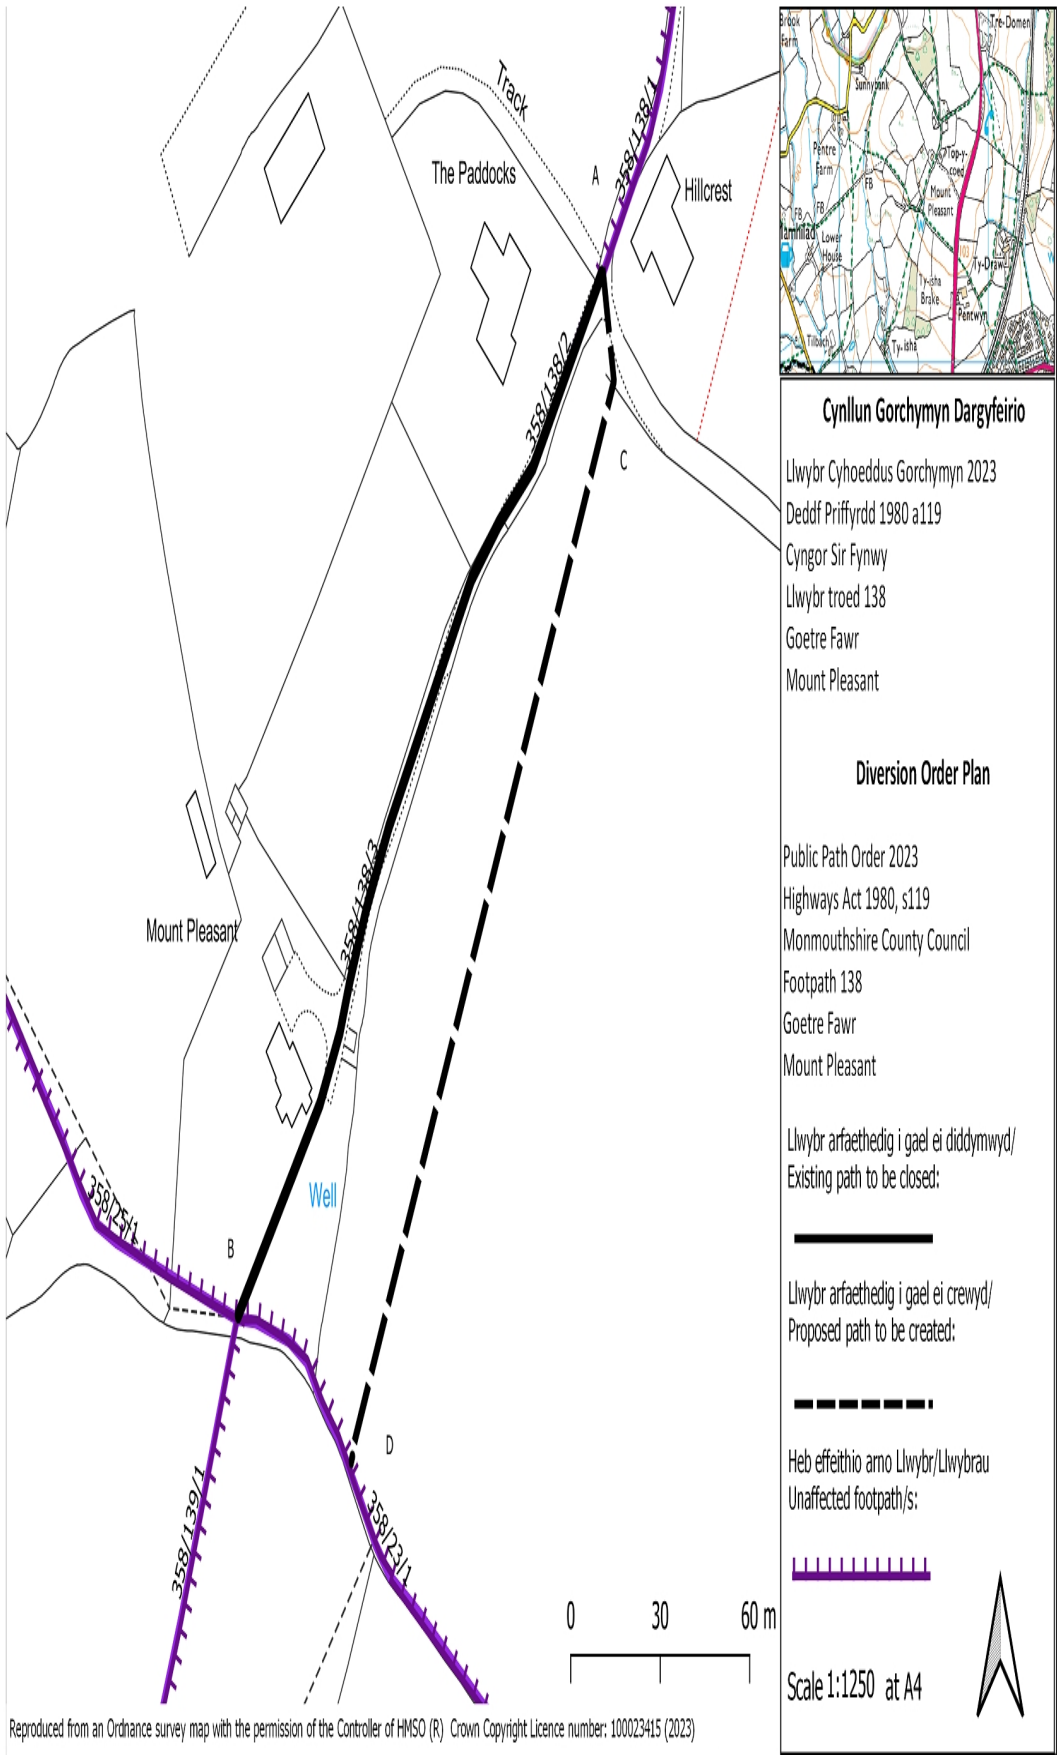 Track
The Paddocks
A
358/138/1
Hillcrest
358/138/2
C
358/138/3
Mount Pleasant
358/25/1
Well
B
D
358/139/1
358/23/1
0 30 60 m
Reproduced from an Ordnance survey map with the permission of the Controller of HMSO (R) Crown Copyright Licence number: 100023415 (2023)
Brook
Farm
Tre-Domen
Sunnybank
Pentre
Farm
Top-y-
coed
FB
Mount
Pleasant
FB
FB
Lower
House
103
Ty-Draw
Ty-isha
Brake
Pentwyn
Ty-isha
Cynllun Gorchymyn Dargyfeirio
Llwybr Cyhoeddus Gorchymyn 2023
Deddf Priffyrdd 1980 a119
Cyngor Sir Fynwy
Llwybr troed 138
Goetre Fawr
Mount Pleasant
Diversion Order Plan
Public Path Order 2023
Highways Act 1980, s119
Monmouthshire County Council
Footpath 138
Goetre Fawr
Mount Pleasant
Llwybr arfaethedig i gael ei diddymwyd/
Existing path to be closed:
Llwybr arfaethedig i gael ei crewyd/
Proposed path to be created:
Heb effeithio arno Llwybr/Llwybrau
Unaffected footpath/s:
Scale 1:1250 at A4